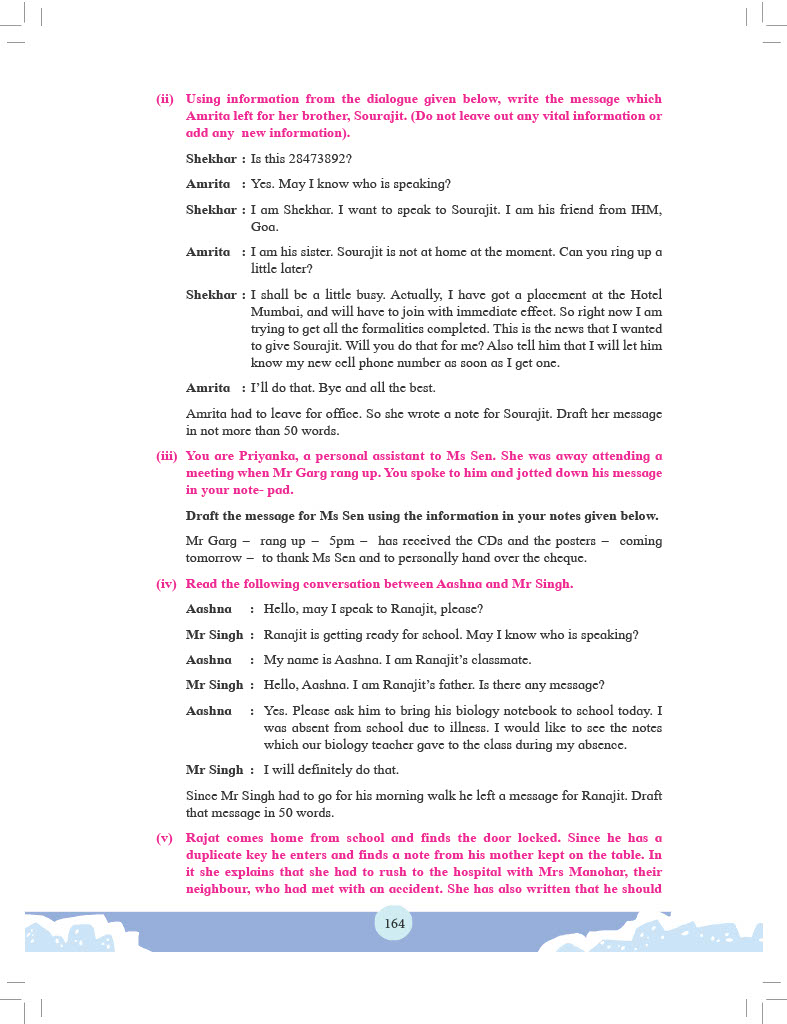 (ii) Using information from the dialogue given below, write the message which
Amrita left for her brother, Sourajit. (Do not leave out any vital information or
add any new information).
Shekhar : Is this 28473892?
Amrita : Yes. May I know who is speaking?
Shekhar : I am Shekhar. I want to speak to Sourajit. I am his friend from IHM,
Goa.
Amrita : I am his sister. Sourajit is not at home at the moment. Can you ring up a
little later?
Shekhar : I shall be a little busy. Actually, I have got a placement at the Hotel
Mumbai, and will have to join with immediate effect. So right now I am
trying to get all the formalities completed. This is the news that I wanted
to give Sourajit. Will you do that for me? Also tell him that I will let him
know my new cell phone number as soon as I get one.
Amrita : I'll do that. Bye and all the best.
Amrita had to leave for office. So she wrote a note for Sourajit. Draft her message
in not more than 50 words.
(iii) You are Priyanka, a personal assistant to Ms Sen. She was away attending a
meeting when Mr Garg rang up. You spoke to him and jotted down his message
in your note- pad.
Draft the message for Ms Sen using the information in your notes given below.
Mr Garg – rang up – 5pm – has received the CDs and the posters – coming
tomorrow – to thank Ms Sen and to personally hand over the cheque.
(iv) Read the following conversation between Aashna and Mr Singh.
Aashna : Hello, may I speak to Ranajit, please?
Mr Singh : Ranajit is getting ready for school. May I know who is speaking?
Aashna : My name is Aashna. I am Ranajit's classmate.
Mr Singh : Hello, Aashna. I am Ranajit's father. Is there any message?
Aashna : Yes. Please ask him to bring his biology notebook to school today. I
was absent from school due to illness. I would like to see the notes
which our biology teacher gave to the class during my absence.
Mr Singh : I will definitely do that.
Since Mr Singh had to go for his morning walk he left a message for Ranajit. Draft
that message in 50 words.
(v) Rajat comes home from school and finds the door locked. Since he has a
duplicate key he enters and finds a note from his mother kept on the table. In
it she explains that she had to rush to the hospital with Mrs Manohar, their
neighbour, who had met with an accident. She has also written that he should
164